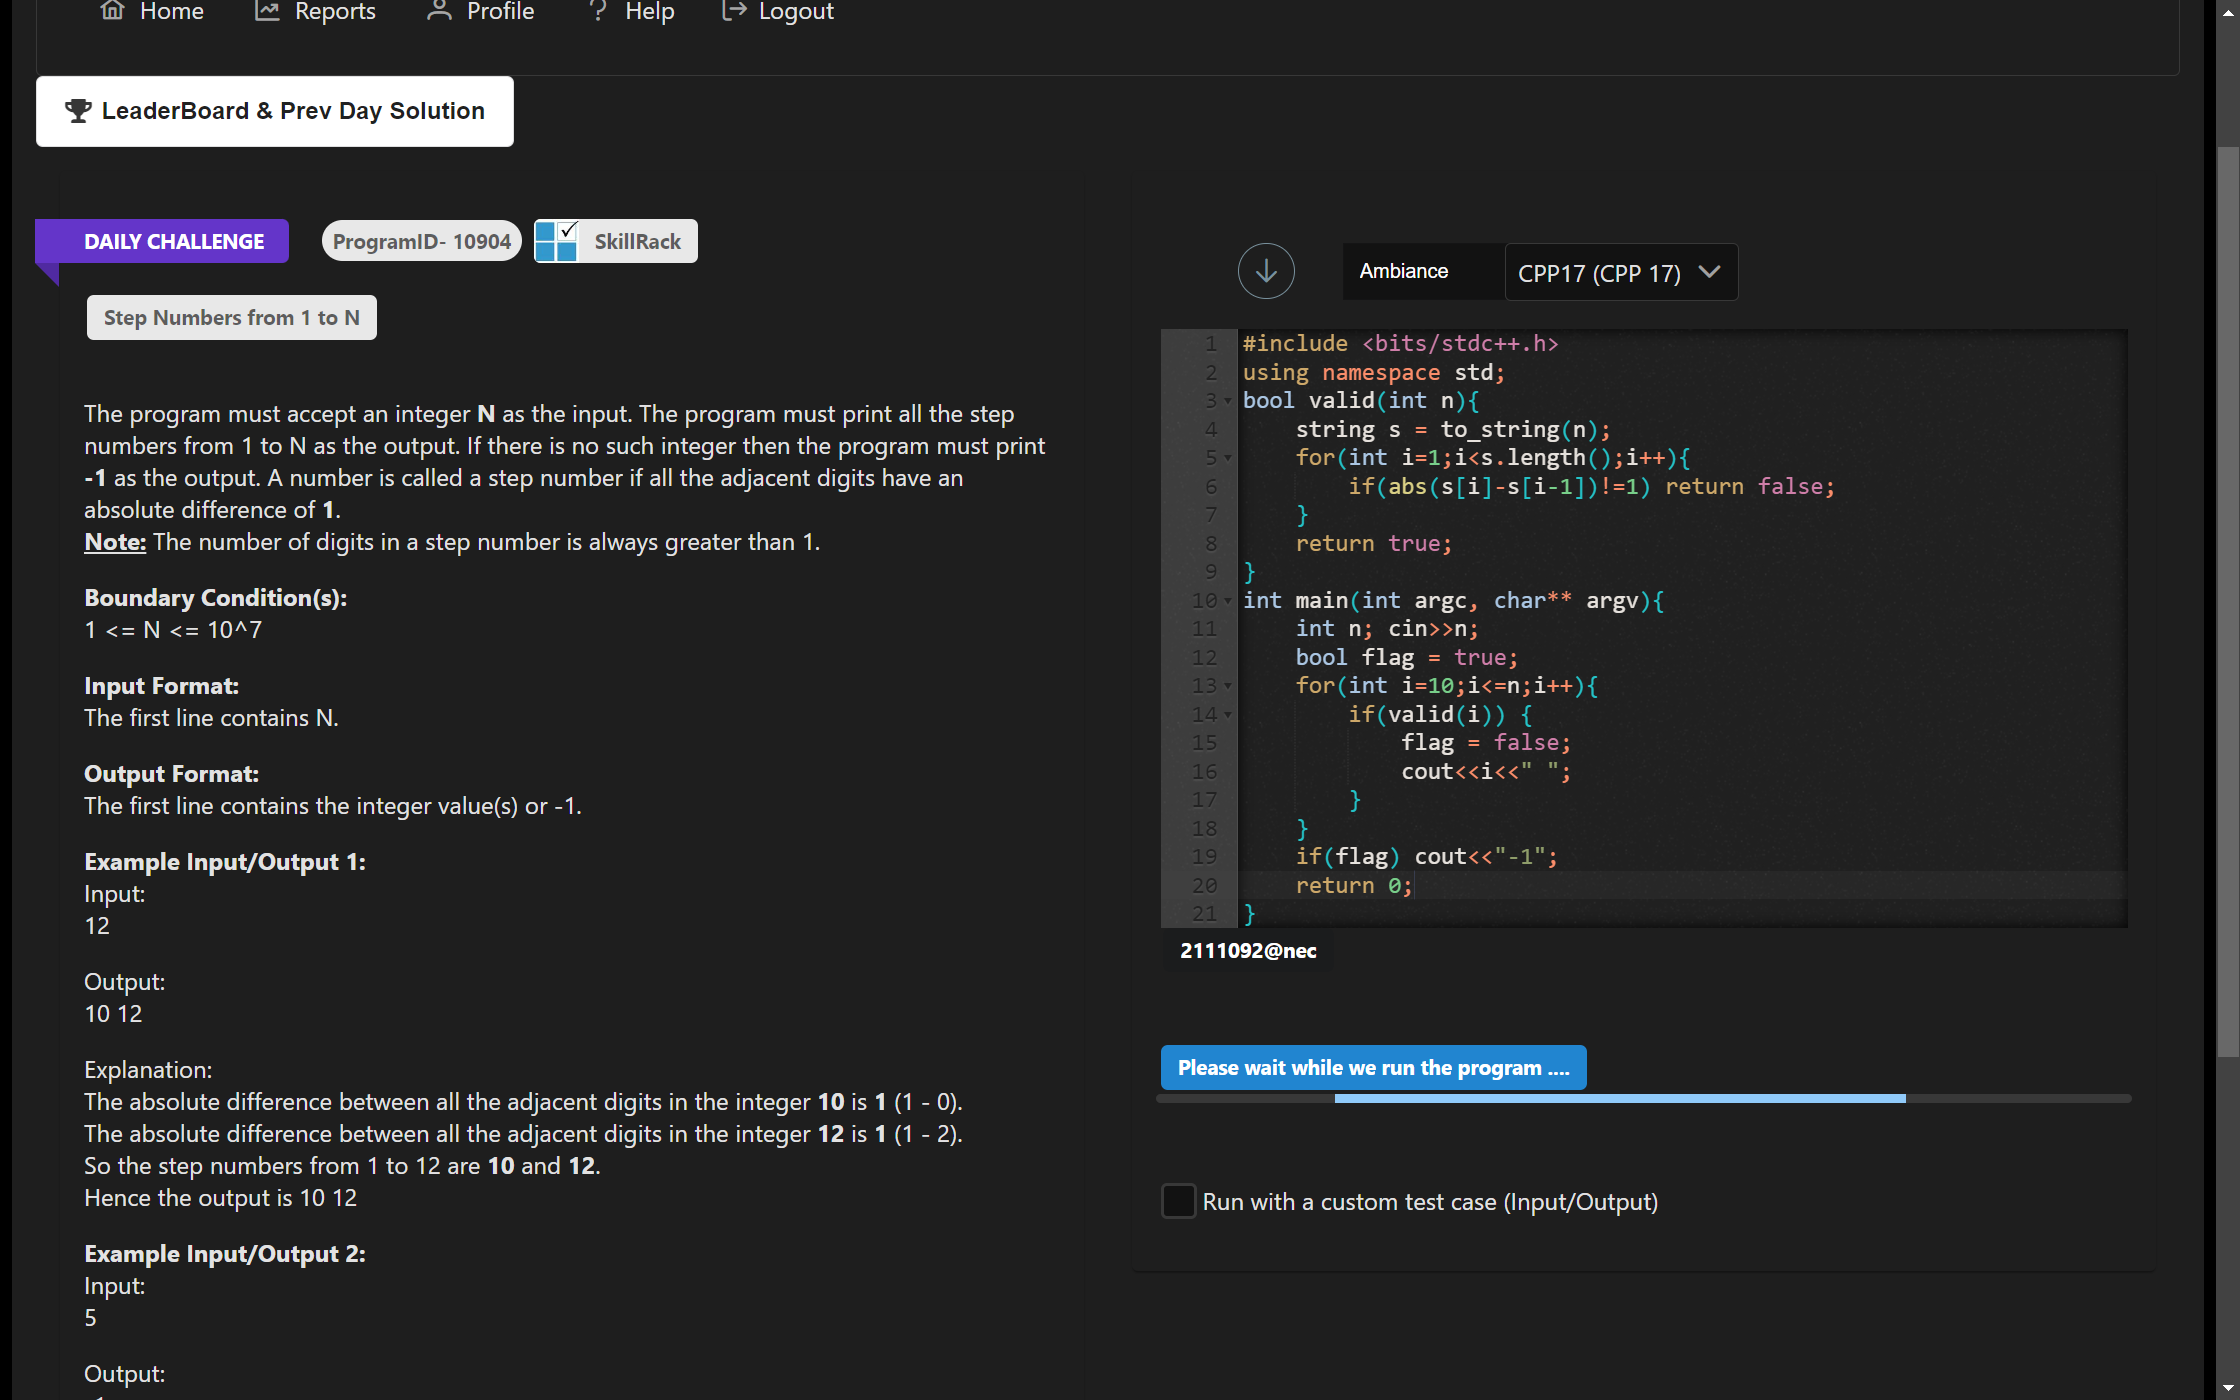 Home Reports Profile ? Help Logout
LeaderBoard & Prev Day Solution
DAILY CHALLENGE ProgramID- 10904 SkillRack
Step Numbers from 1 to N
The program must accept an integer N as the input. The program must print all the step
numbers from 1 to N as the output. If there is no such integer then the program must print
-1 as the output. A number is called a step number if all the adjacent digits have an
absolute difference of 1.
Note: The number of digits in a step number is always greater than 1.
Boundary Condition(s):
1 <= N <= 10^7
Input Format:
The first line contains N.
Output Format:
The first line contains the integer value(s) or -1.
Example Input/Output 1:
Input:
12
Output:
10 12
Explanation:
The absolute difference between all the adjacent digits in the integer 10 is 1 (1 - 0).
The absolute difference between all the adjacent digits in the integer 12 is 1 (1 - 2).
So the step numbers from 1 to 12 are 10 and 12.
Hence the output is 10 12
Example Input/Output 2:
Input:
5
Output:
Ambiance CPP17 (CPP 17)
1 #include <bits/stdc++.h>
2 using namespace std;
3 bool valid(int n){
4     string s = to_string(n);
5     for(int i=1;i<s.length();i++){
6         if(abs(s[i]-s[i-1])!=1) return false;
7     }
8     return true;
9 }
10 int main(int argc, char** argv){
11     int n; cin>>n;
12     bool flag = true;
13     for(int i=10;i<=n;i++){
14         if(valid(i)) {
15             flag = false;
16             cout<<i<<" ";
17         }
18     }
19     if(flag) cout<<"-1";
20     return 0;
21 }
2111092@nec
Please wait while we run the program ....
Run with a custom test case (Input/Output)